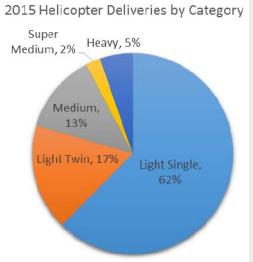 2015 Helicopter Deliveries by Category
Super
Medium, 2%
Heavy, 5%
Medium,
13%
Light Twin, 17%
Light Single,
62%